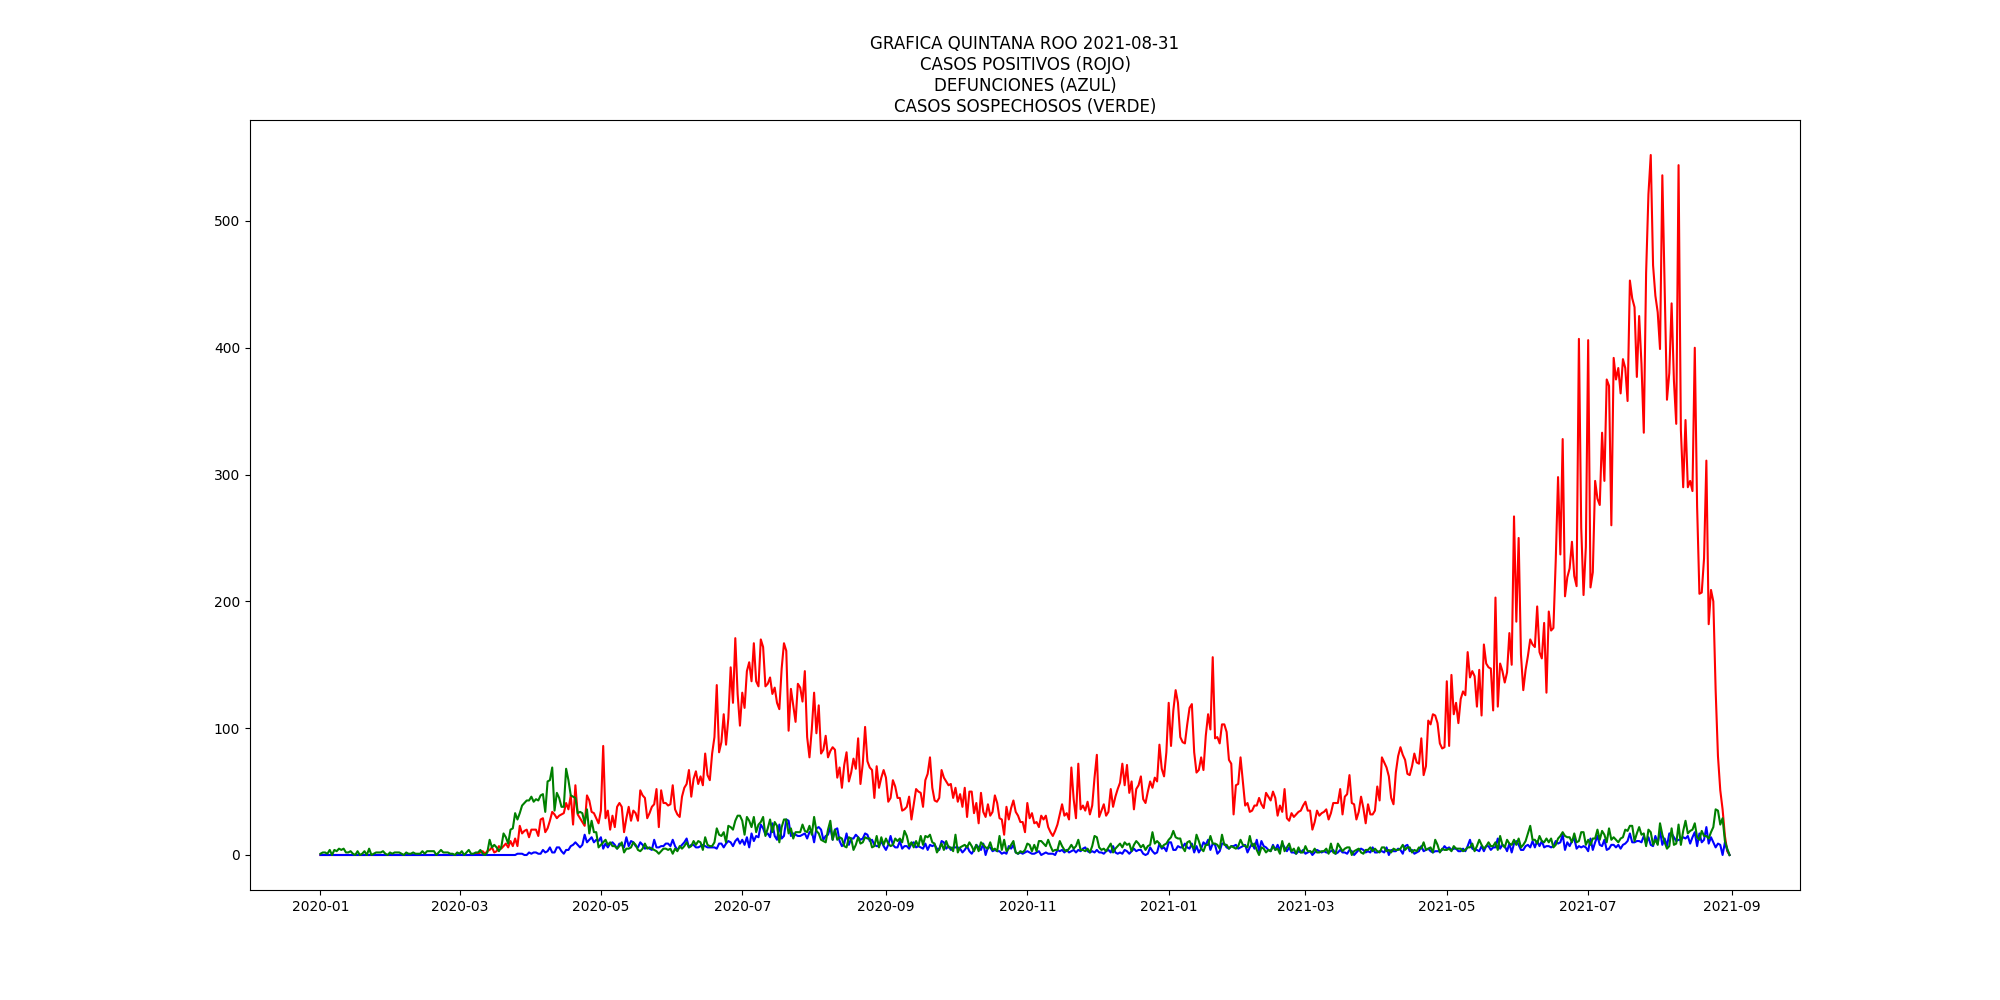 GRAFICA QUINTANA ROO 2021-08-31
CASOS POSITIVOS (ROJO)
DEFUNCIONES (AZUL)
CASOS SOSPECHOSOS (VERDE)
500
400
300
200
100
0
2020-01 2020-03 2020-05 2020-07 2020-09 2020-11 2021-01 2021-03 2021-05 2021-07 2021-09